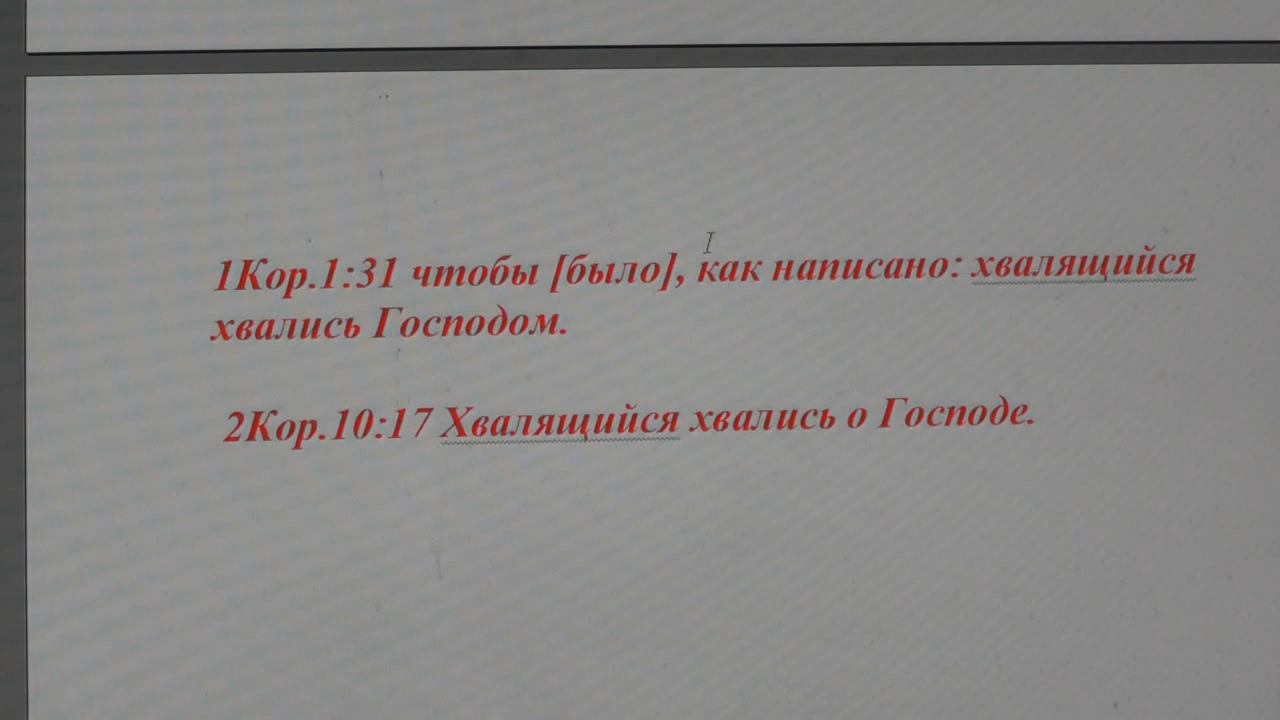 1Кор.1:31 чтобы [было], как написано: хвалящийся
хвались Господом.
2Кор.10:17 Хвалящийся хвались о Господе.